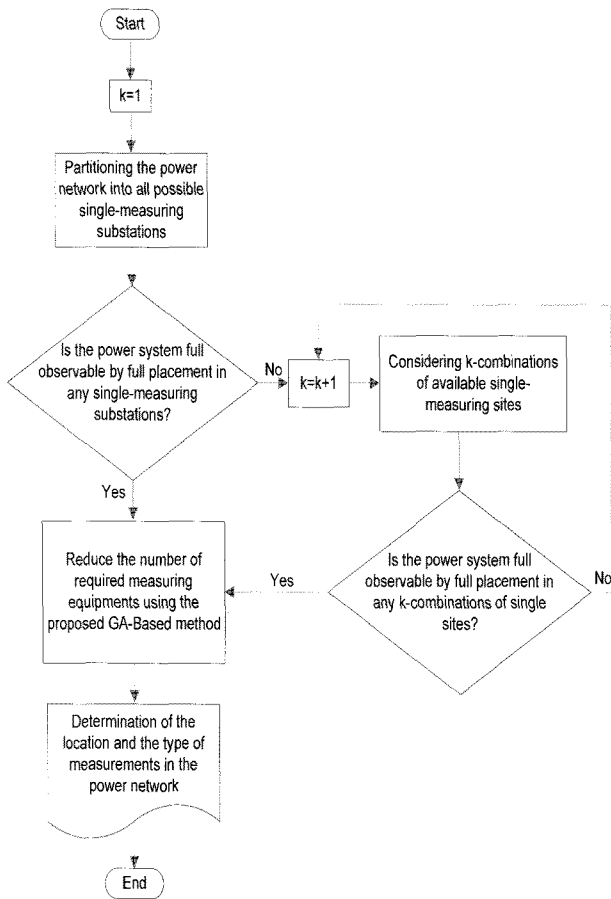 Start
k=1
Partitioning the power
network into all possible
single-measuring
substations
Is the power system full
observable by full placement in
any single-measuring
substations?
No
k=k+1
Considering k-combinations
of available single-
measuring sites
Yes
Is the power system full
observable by full placement in
any k-combinations of single
sites?
No
Yes
Reduce the number of
required measuring
equipments using the
proposed GA-Based method
Determination of the
location and the type of
measurements in the
power network
End